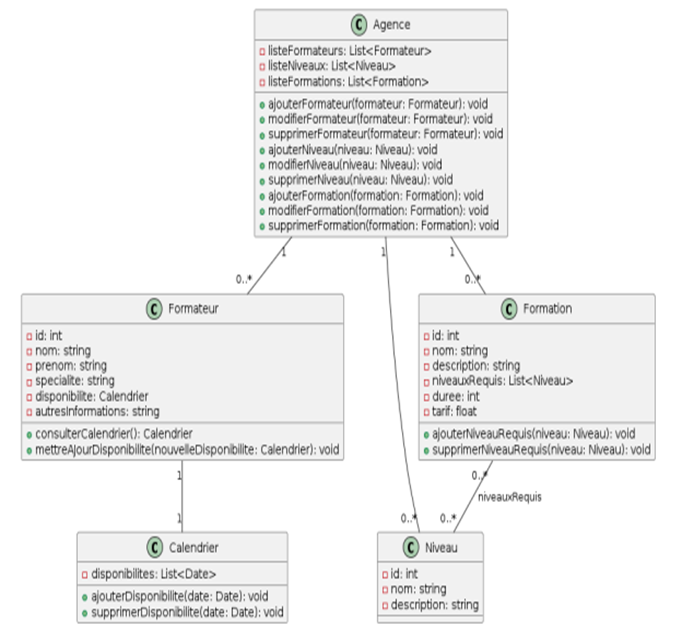 C Agence
listeFormateurs: List<Formateur>
listeNiveaux: List<Niveau>
listeFormations: List<Formation>
ajouterFormateur(formateur: Formateur): void
modifierFormateur(formateur: Formateur): void
supprimerFormateur(formateur: Formateur): void
ajouterNiveau(niveau: Niveau): void
modifierNiveau(niveau: Niveau): void
supprimerNiveau(niveau: Niveau): void
ajouterFormation(formation: Formation): void
modifierFormation(formation: Formation): void
supprimerFormation(formation: Formation): void
1 1 1
0..* 0..*
C Formateur
id: int
nom: string
prenom: string
specialite: string
disponibilite: Calendrier
autresInformations: string
consulterCalendrier(): Calendrier
mettreAJourDisponibilite(nouvelleDisponibilite: Calendrier): void
C Formation
id: int
nom: string
description: string
niveauxRequis: List<Niveau>
duree: int
tarif: float
ajouterNiveauRequis(niveau: Niveau): void
supprimerNiveauRequis(niveau: Niveau): void
1 0..*
niveauxRequis
1 0..* 0..*
C Calendrier
disponibilites: List<Date>
ajouterDisponibilite(date: Date): void
supprimerDisponibilite(date: Date): void
C Niveau
id: int
nom: string
description: string